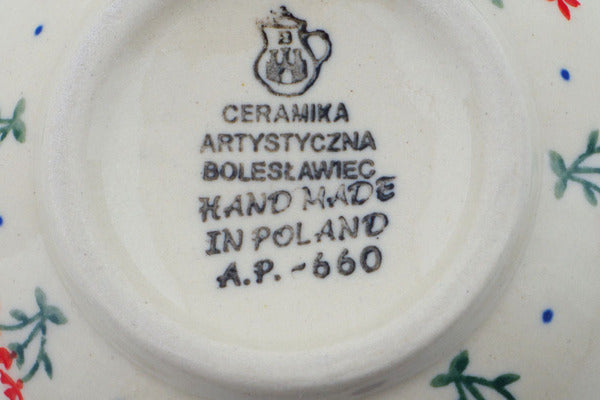 CERAMIKA
ARTYSTYCZNA
BOLESŁAWIEC
HAND MADE
IN POLAND
A.P.-660